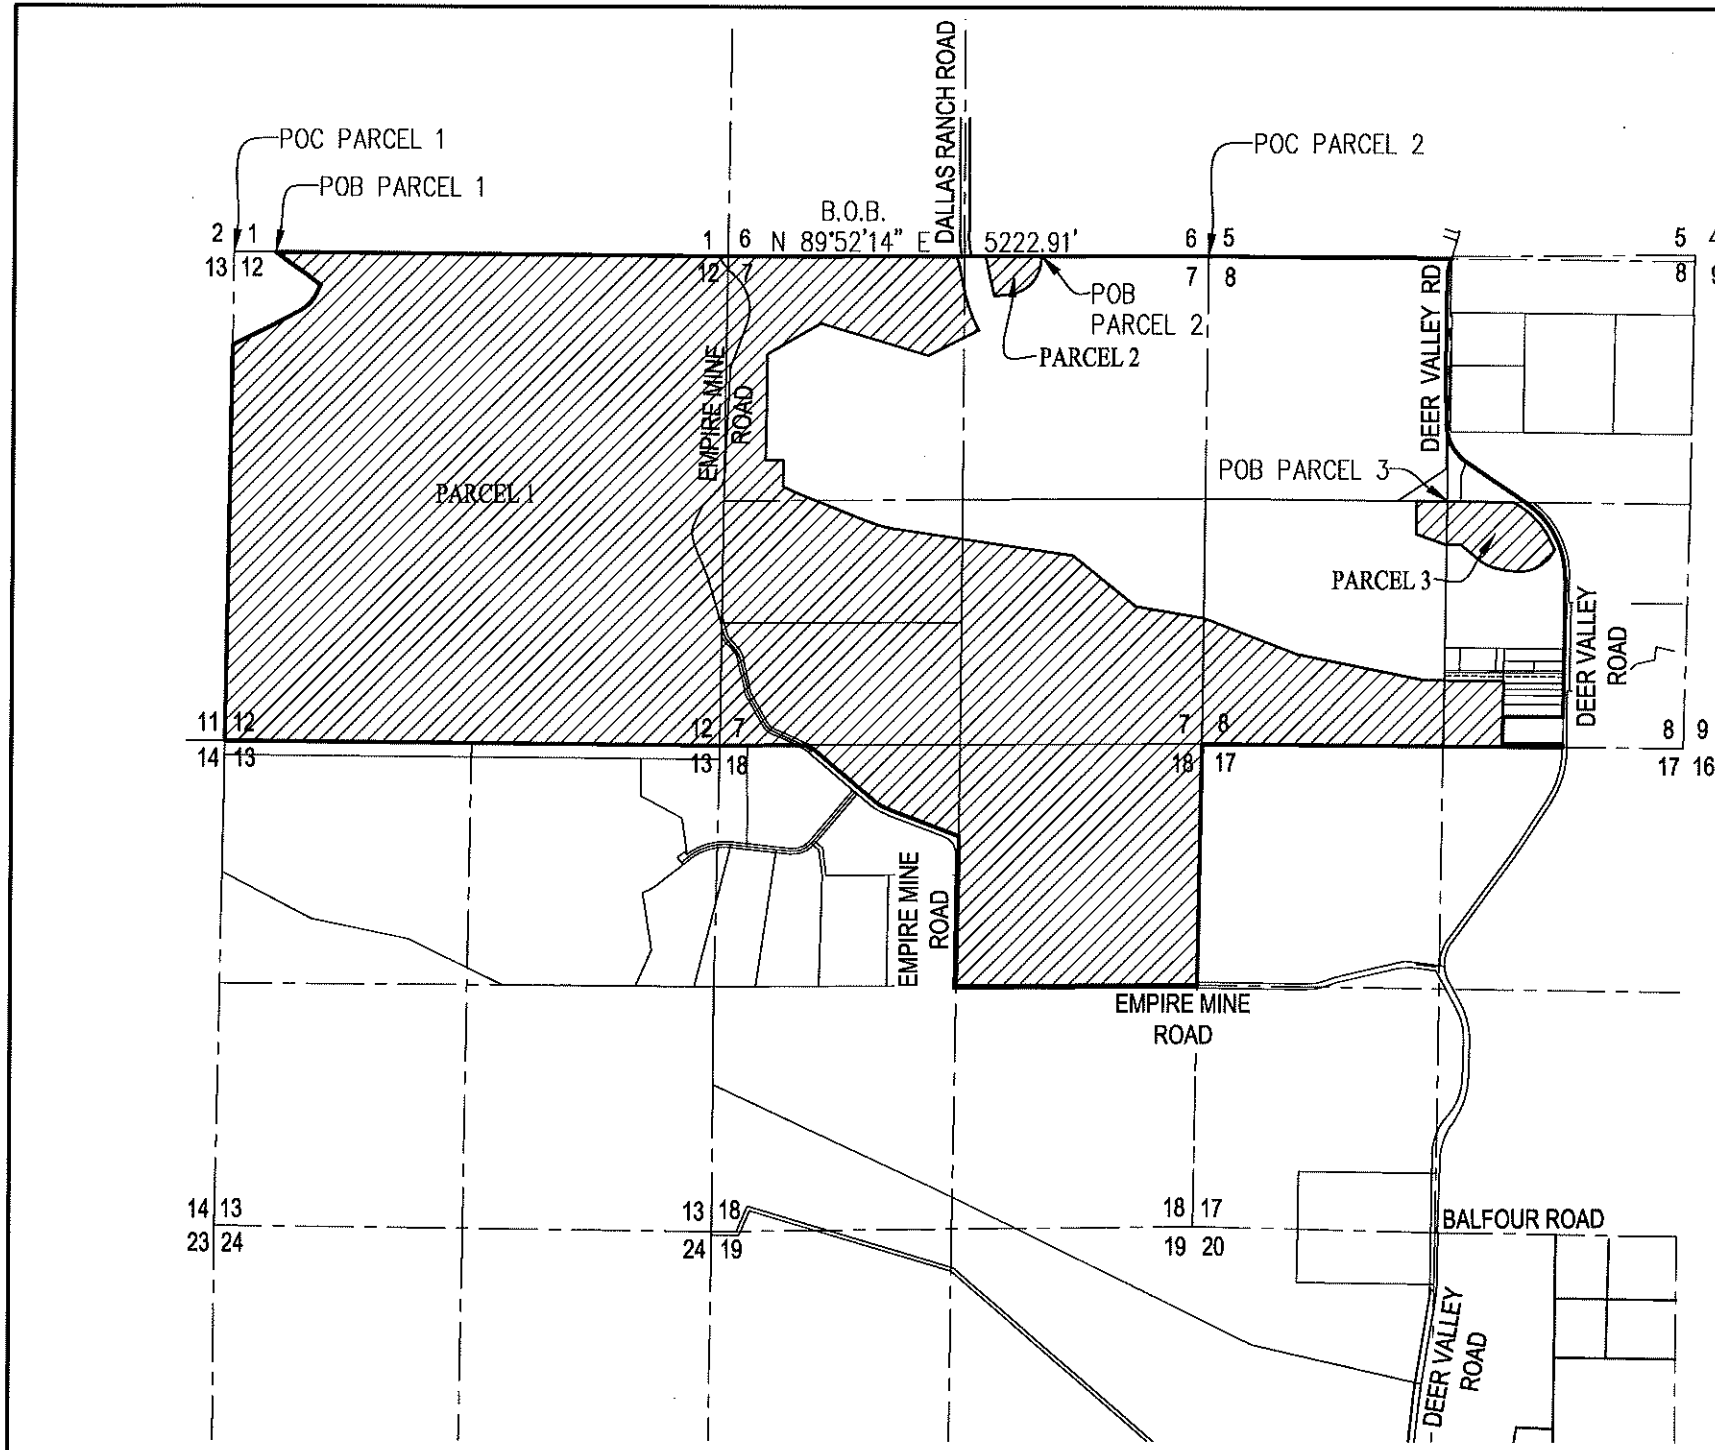 DALLAS RANCH ROAD
POC PARCEL 1
POC PARCEL 2
POB PARCEL 1
B.O.B.
2 1
1 6
N 89°52'14" E 5222.91'
6 5
5 4
13 12
12 7
7 8
8 9
POB
PARCEL 2
PARCEL 2
DEER VALLEY RD
EMPIRE MINE
ROAD
POB PARCEL 3
PARCEL 1
PARCEL 3
DEER VALLEY
ROAD
11 12
12 7
7 8
8 9
14 13
13 18
18 17
17 16
EMPIRE MINE
ROAD
EMPIRE MINE
ROAD
14 13
13 18
18 17
BALFOUR ROAD
23 24
24 19
19 20
DEER VALLEY
ROAD